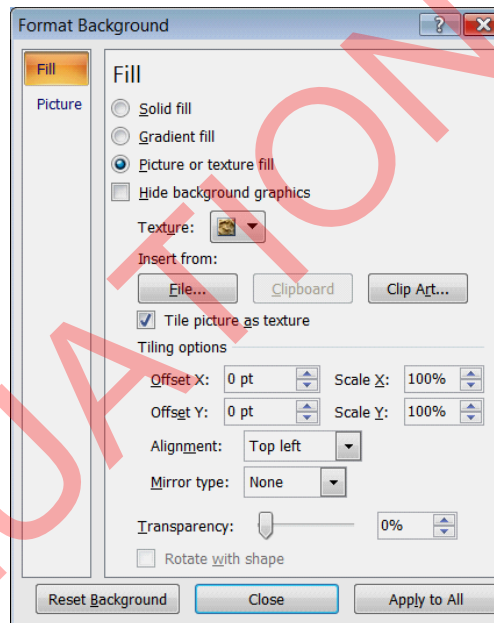 Format Background
Fill
Picture
Fill
Solid fill
Gradient fill
Picture or texture fill
Hide background graphics
Texture:
Insert from:
File... Clipboard Clip Art...
Tile picture as texture
Tiling options
Offset X: 0 pt Scale X: 100%
Offset Y: 0 pt Scale Y: 100%
Alignment: Top left
Mirror type: None
Transparency: 0%
Rotate with shape
Reset Background Close Apply to All
UATION